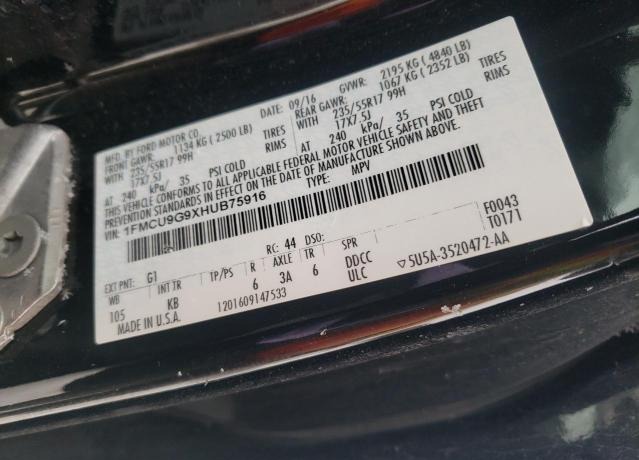 MFD. BY FORD MOTOR CO. DATE: 09/16 GVWR: 2195 KG ( 4840 LB)
FRONT GAWR: 1134 KG ( 2500 LB) REAR GAWR: 1067 KG ( 2352 LB)
235/55R17 99H TIRES WITH 235/55R17 99H TIRES
17X7.5J RIMS 17X7.5J RIMS
AT 240 kPa/ 35 PSI COLD AT 240 kPa/ 35 PSI COLD
THIS VEHICLE CONFORMS TO ALL APPLICABLE FEDERAL MOTOR VEHICLE SAFETY AND THEFT
PREVENTION STANDARDS IN EFFECT ON THE DATE OF MANUFACTURE SHOWN ABOVE.
VIN: 1FMCU9G9XHUB75916 TYPE: MPV
F0043
T0171
EXT PNT: G1 RC: 44 DSO:
WB INT TR TP/PS R AXLE TR SPR
105 KB 6 3A 6 DDCC
ULC 5U5A-3520472-AA
MADE IN U.S.A. 1201609147533